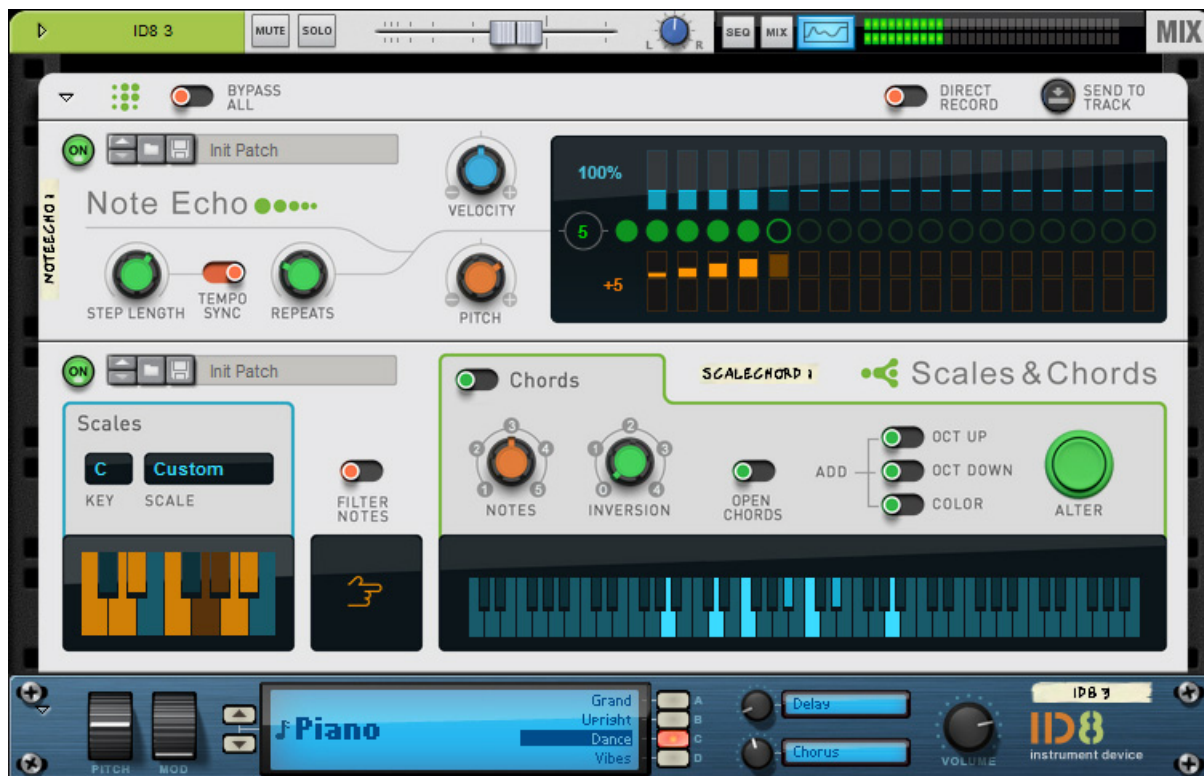 ID8 3
MUTE
SOLO
L
R
SEQ
MIX
MIX
BYPASS
ALL
DIRECT
RECORD
SEND TO
TRACK
ON
Init Patch
NOTEECHO 1
Note Echo
VELOCITY
100%
5
+5
STEP LENGTH
TEMPO
SYNC
REPEATS
PITCH
ON
Init Patch
Chords
SCALECHORD 1
Scales & Chords
Scales
C
Custom
KEY
SCALE
FILTER
NOTES
1
2
3
4
5
NOTES
0
1
2
3
4
INVERSION
OPEN
CHORDS
ADD
OCT UP
OCT DOWN
COLOR
ALTER
PITCH
MOD
Piano
Grand A
Upright B
Dance C
Vibes D
Delay
Chorus
VOLUME
ID8 3
ID8
instrument device